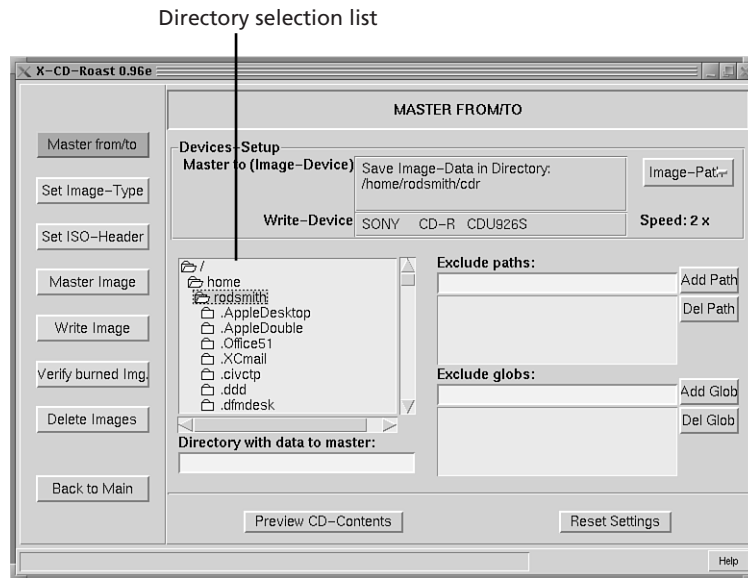 Directory selection list
X-CD-Roast 0.96e
MASTER FROM/TO
Master from/to
Set Image-Type
Set ISO-Header
Master Image
Write Image
Verify burned Img.
Delete Images
Back to Main
Devices-Setup
Master to (Image-Device)
Save Image-Data in Directory:
/home/rodsmith/cdr
Image-Pat
Write-Device
SONY CD-R CDU926S
Speed: 2 x
/
home
rodsmith
.AppleDesktop
.AppleDouble
.Office51
.XCmail
.civctp
.ddd
.dfmdesk
Directory with data to master:
Exclude paths:
Add Path
Del Path
Exclude globs:
Add Glob
Del Glob
Preview CD-Contents
Reset Settings
Help